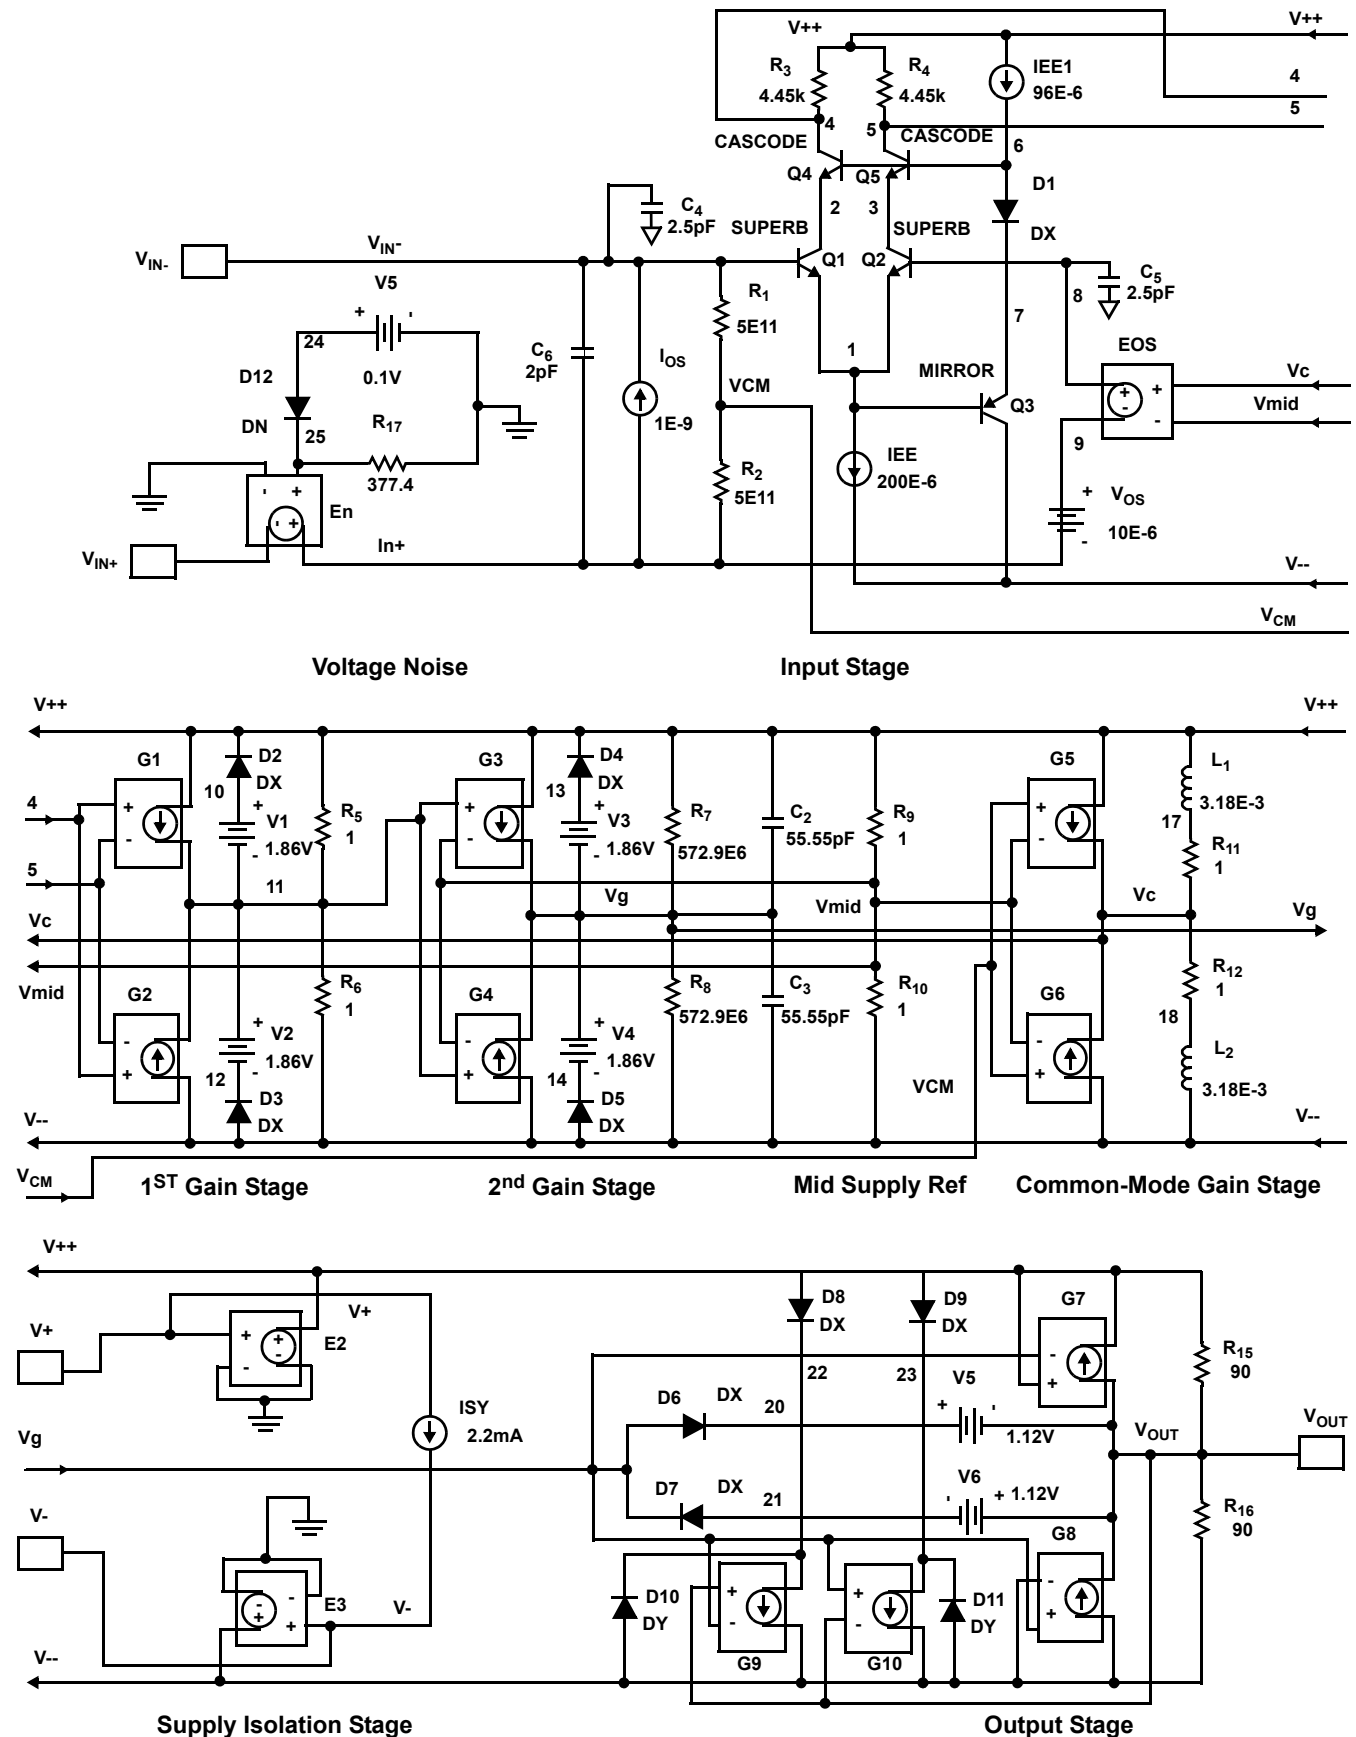 V++
V++
R3
4.45k
R4
4.45k
IEE1
96E-6
4
5
4
5
CASCODE
CASCODE
6
Q4
Q5
D1
DX
2
3
C4
2.5pF
SUPERB
SUPERB
VIN-
VIN-
Q1
Q2
C5
2.5pF
8
V5
+
-
24
0.1V
R1
5E11
7
1
EOS
C6
2pF
IOS
1E-9
VCM
MIRROR
Q3
Vc
Vmid
+
-
+
-
D12
DN
25
R17
377.4
9
R2
5E11
IEE
200E-6
+
VOS
10E-6
-
-
+
En
- +
VIN+
In+
V--
VCM
Voltage Noise
Input Stage
V++
V++
G1
D2
DX
10
G3
D4
DX
13
G5
L1
3.18E-3
17
4
+
-
+
V1
- 1.86V
R5
1
+
-
+
V3
- 1.86V
R7
572.9E6
C2
55.55pF
R9
1
+
-
R11
1
5
11
Vg
Vmid
Vc
Vg
Vc
Vmid
G2
R6
1
G4
R8
572.9E6
C3
55.55pF
R10
1
G6
R12
1
18
-
+
+
V2
- 1.86V
12
-
+
+
V4
- 1.86V
14
-
+
L2
3.18E-3
D3
DX
D5
DX
VCM
V--
V--
VCM
1ST Gain Stage
2nd Gain Stage
Mid Supply Ref
Common-Mode Gain Stage
V++
V+
V+
+
-
+
-
E2
D8
DX
D9
DX
G7
-
+
R15
90
22
23
ISY
2.2mA
D6
DX
20
V5
+
-
1.12V
Vg
VOUT
VOUT
D7
DX
21
V6
-
+ 1.12V
R16
90
V-
G8
-
+
-
+
-
+
E3
V-
D10
DY
+
-
G9
+
-
G10
D11
DY
V--
Supply Isolation Stage
Output Stage